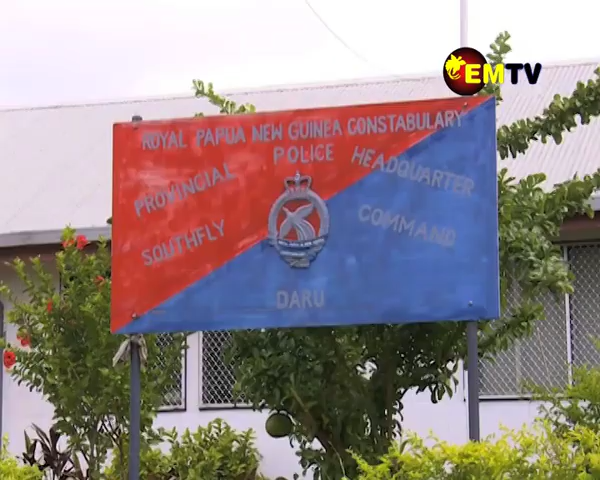 EMTV
ROYAL PAPUA NEW GUINEA CONSTABULARY
PROVINCIAL POLICE HEADQUARTER
SOUTHFLY COMMAND
DARU